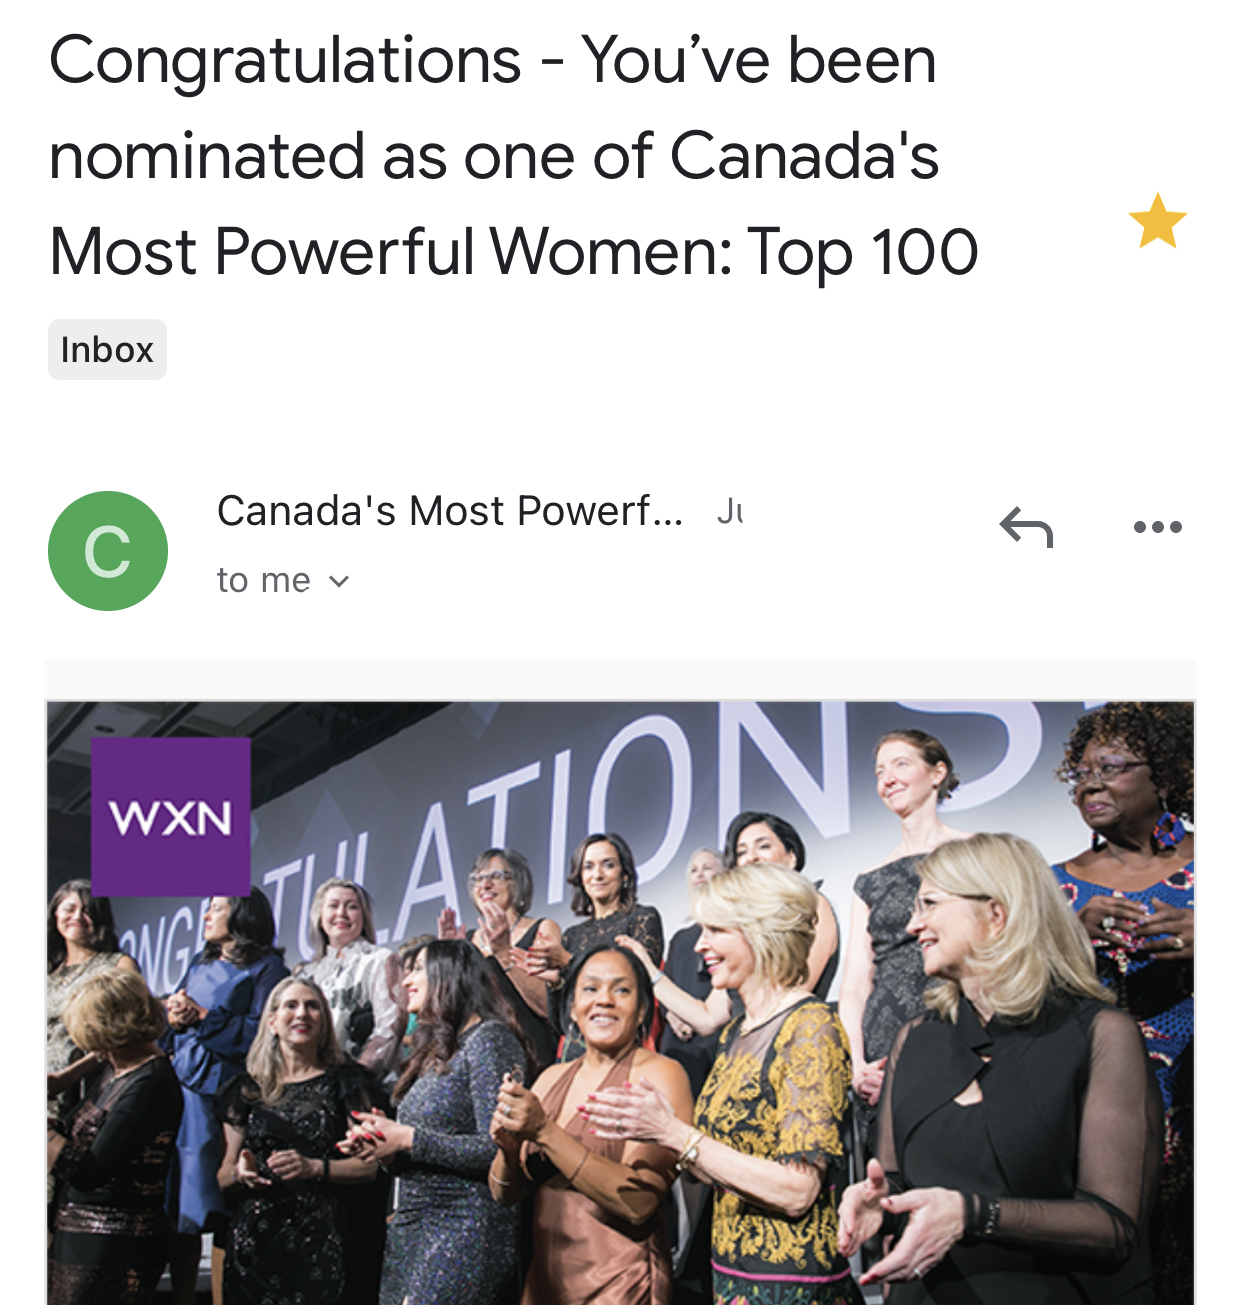 Congratulations - You’ve been
nominated as one of Canada's
Most Powerful Women: Top 100
Inbox
C
Canada's Most Powerf...
to me
WXN
CONGRATULATIONS